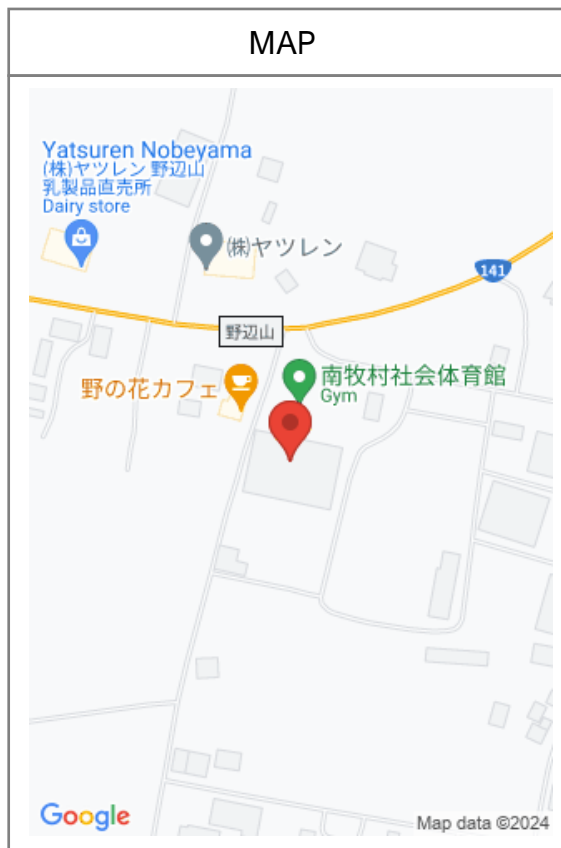 MAP
Yatsuren Nobeyama
(株)ヤツレン 野辺山
乳製品直売所
Dairy store
㈱ヤツレン
141
野辺山
野の花カフェ
南牧村社会体育館
Gym
Google
Map data ©2024